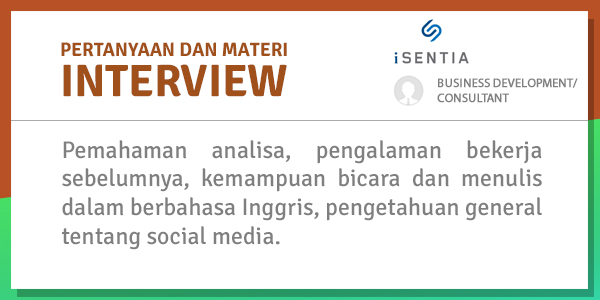 PERTANYAAN DAN MATERI
INTERVIEW
iSENTIA
BUSINESS DEVELOPMENT/
CONSULTANT
Pemahaman analisa, pengalaman bekerja
sebelumnya, kemampuan bicara dan menulis
dalam berbahasa Inggris, pengetahuan general
tentang social media.